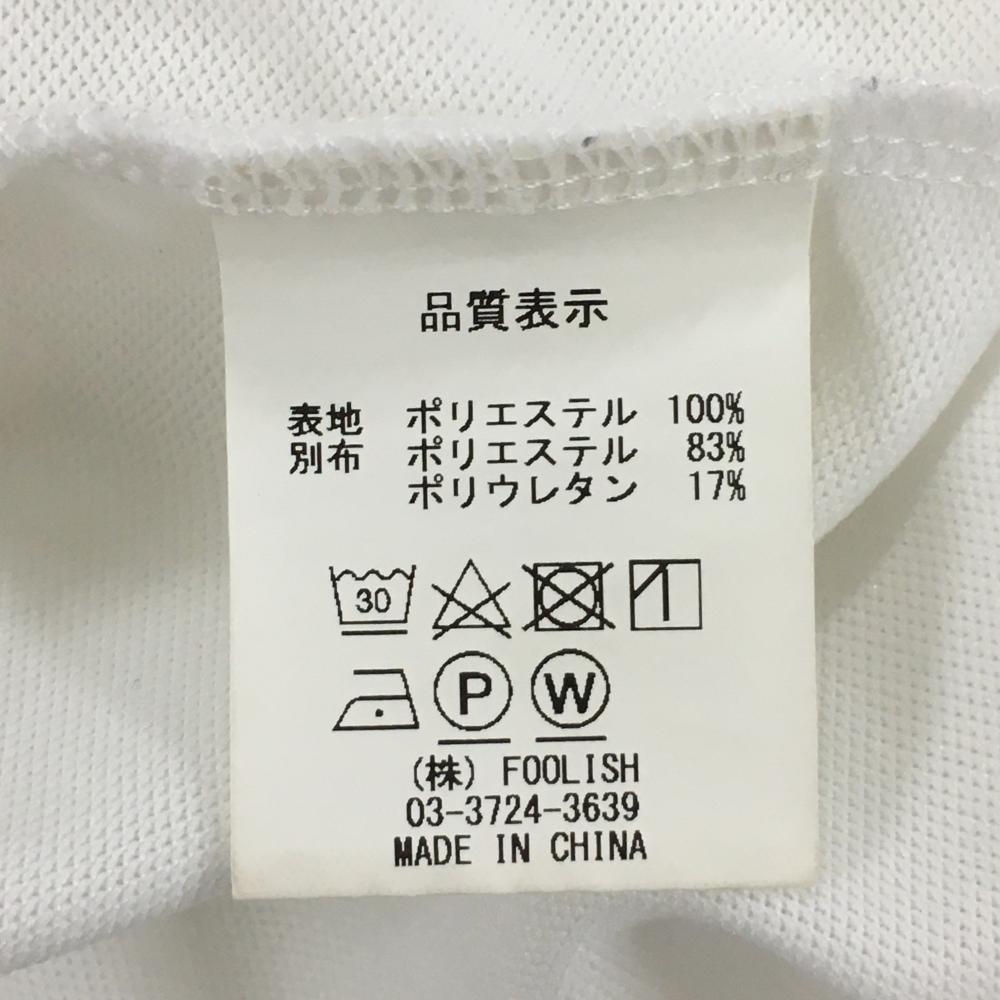 品質表示
表地 ポリエステル 100%
別布 ポリエステル 83%
ポリウレタン 17%
30
P W
(株) FOOLISH
03-3724-3639
MADE IN CHINA